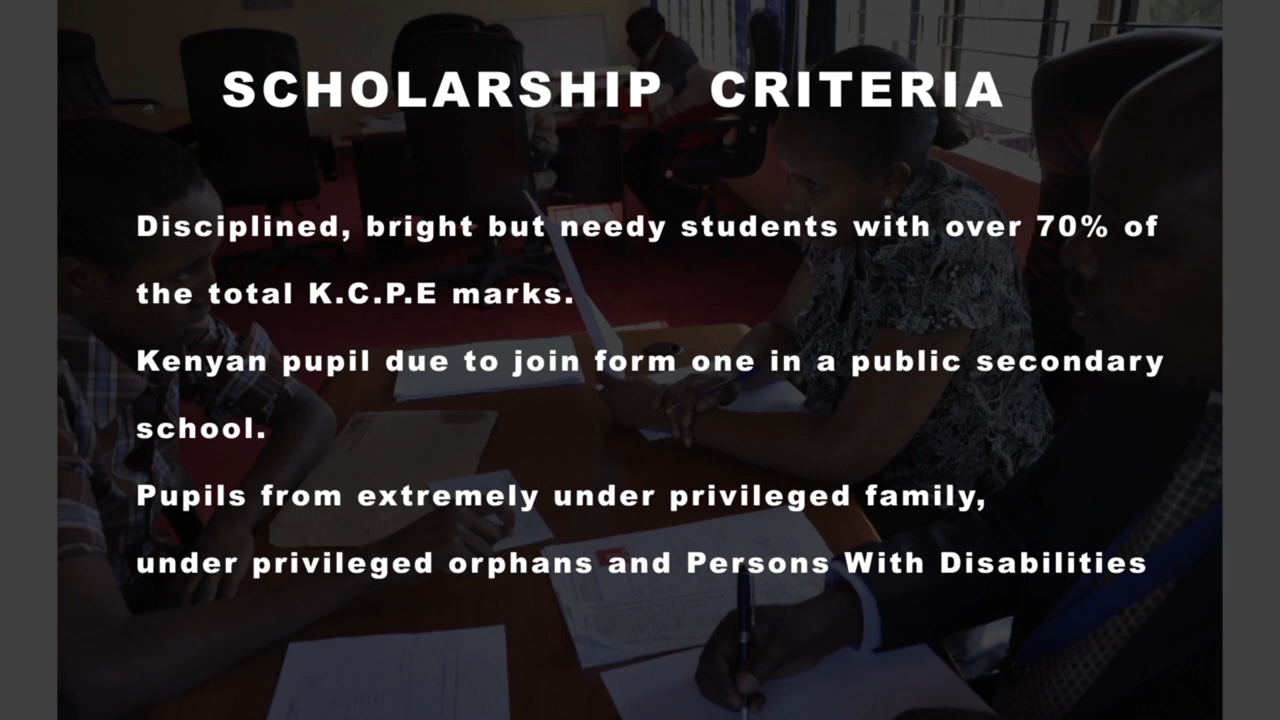 SCHOLARSHIP CRITERIA
Disciplined, bright but needy students with over 70% of
the total K.C.P.E marks.
Kenyan pupil due to join form one in a public secondary
school.
Pupils from extremely under privileged family,
under privileged orphans and Persons With Disabilities